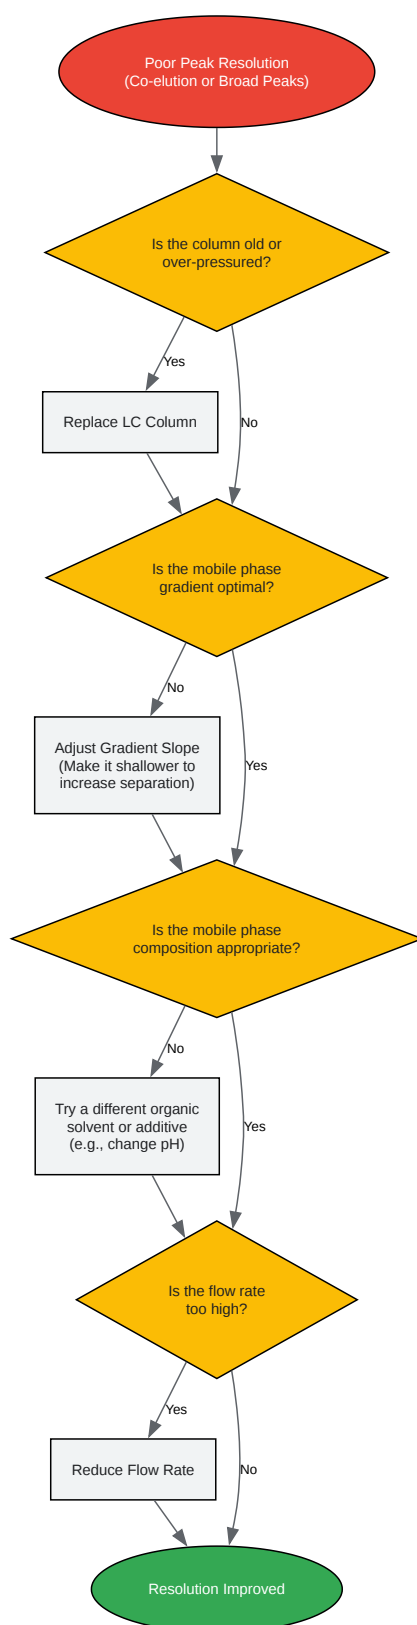 Poor Peak Resolution
(Co-elution or Broad Peaks)
Is the column old or
over-pressured?
Yes
Replace LC Column
No
Is the mobile phase
gradient optimal?
No
Adjust Gradient Slope
(Make it shallower to
increase separation)
Yes
Is the mobile phase
composition appropriate?
No
Try a different organic
solvent or additive
(e.g., change pH)
Yes
Is the flow rate
too high?
Yes
Reduce Flow Rate
No
Resolution Improved